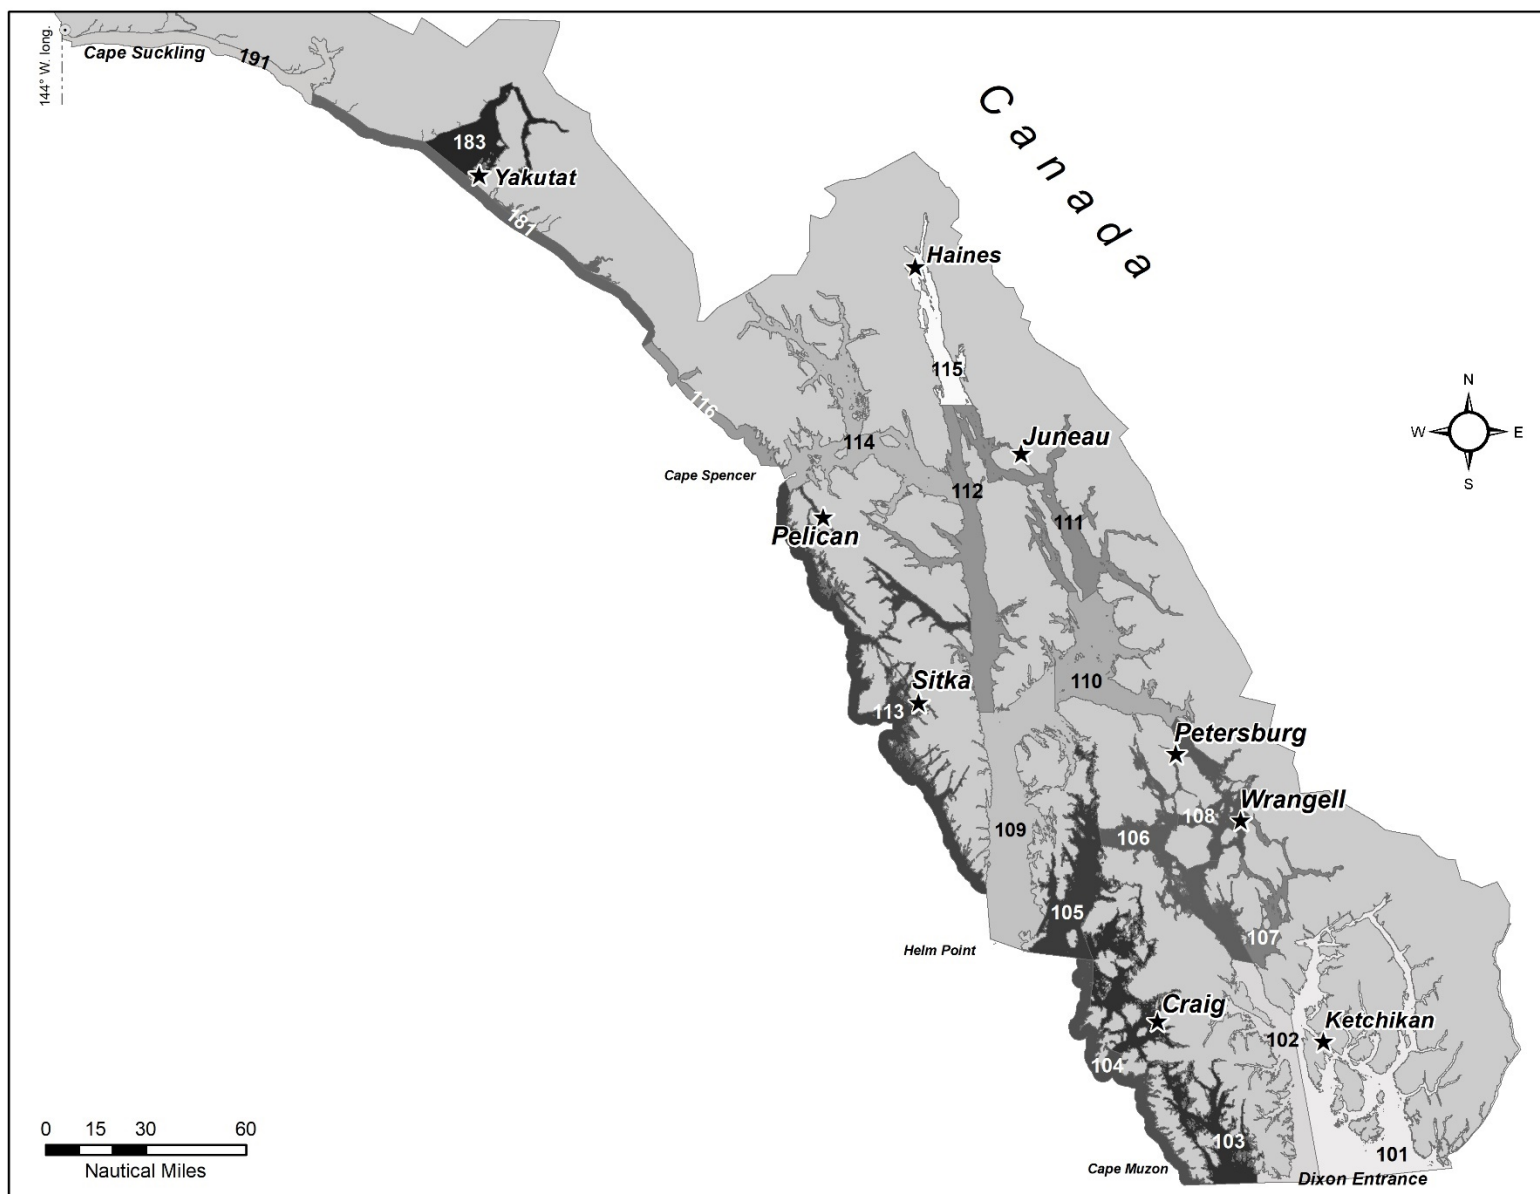 144° W. long.
Cape Suckling
191
183
Yakutat
181
Canada
Haines
115
116
N
W
E
S
114
Juneau
Cape Spencer
112
111
Pelican
Sitka
113
110
Petersburg
Wrangell
108
106
109
105
107
Helm Point
Craig
Ketchikan
102
104
103
101
Cape Muzon
Dixon Entrance
0 15 30 60
Nautical Miles